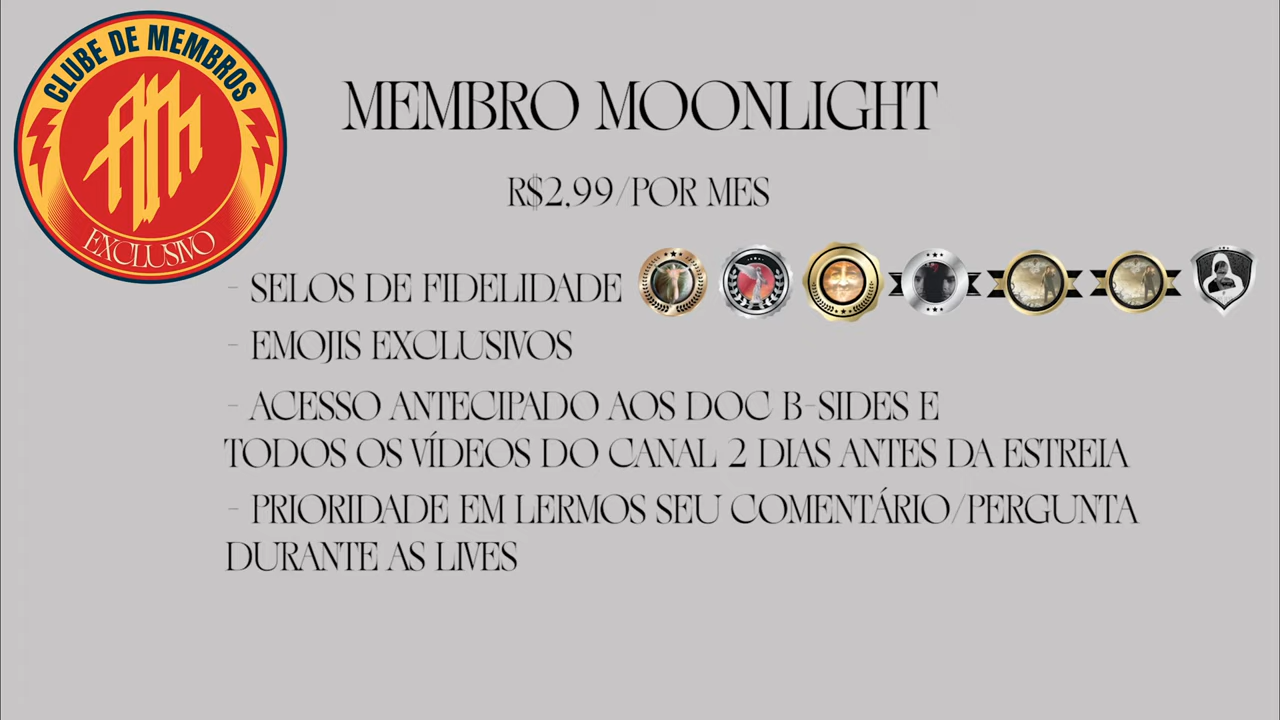 CLUBE DE MEMBROS
EXCLUSIVO
MEMBRO MOONLIGHT
R$2,99/POR MES
- SELOS DE FIDELIDADE
- EMOJIS EXCLUSIVOS
- ACESSO ANTECIPADO AOS DOC B-SIDES E
TODOS OS VÍDEOS DO CANAL 2 DIAS ANTES DA ESTREIA
- PRIORIDADE EM LERMOS SEU COMENTÁRIO/PERGUNTA
DURANTE AS LIVES